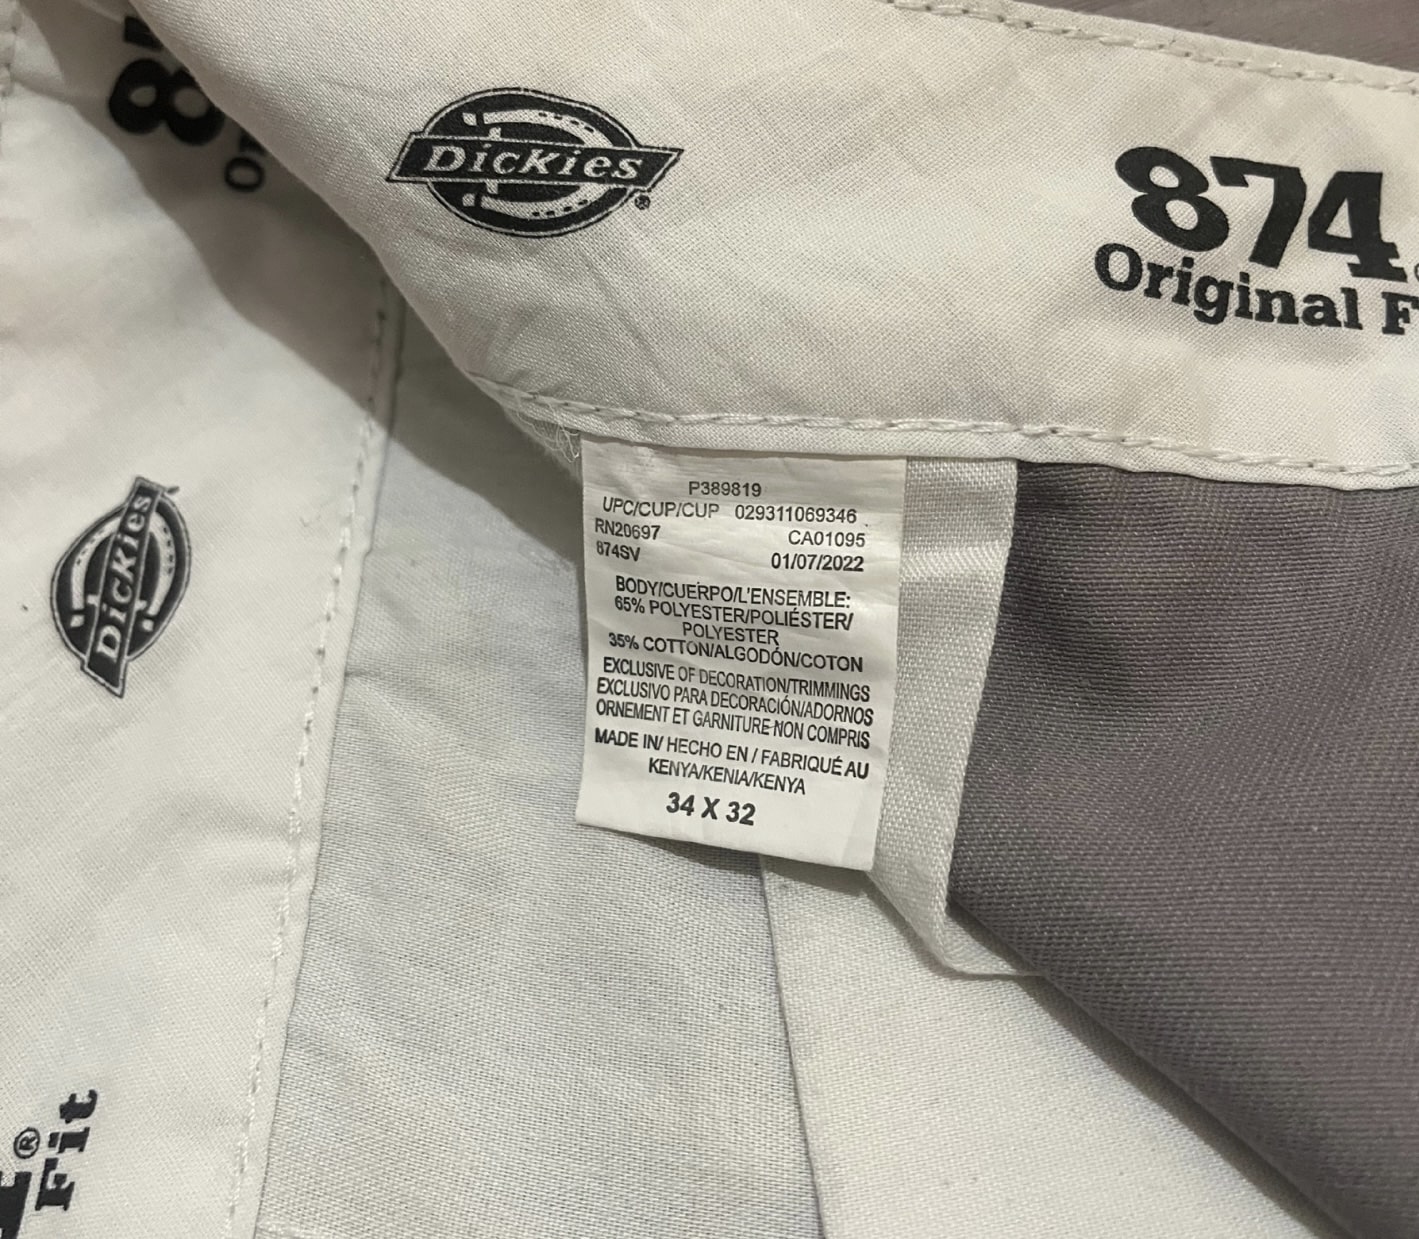 Dickies®
874
Original F
8
Dickies
® Fit
P389819
UPC/CUP/CUP 029311069346
RN20697 CA01095
874SV 01/07/2022
BODY/CUERPO/L'ENSEMBLE:
65% POLYESTER/POLIÉSTER/
POLYESTER
35% COTTON/ALGODÓN/COTON
EXCLUSIVE OF DECORATION/TRIMMINGS
EXCLUSIVO PARA DECORACIÓN/ADORNOS
ORNEMENT ET GARNITURE NON COMPRIS
MADE IN/ HECHO EN / FABRIQUÉ AU
KENYA/KENIA/KENYA
34 X 32